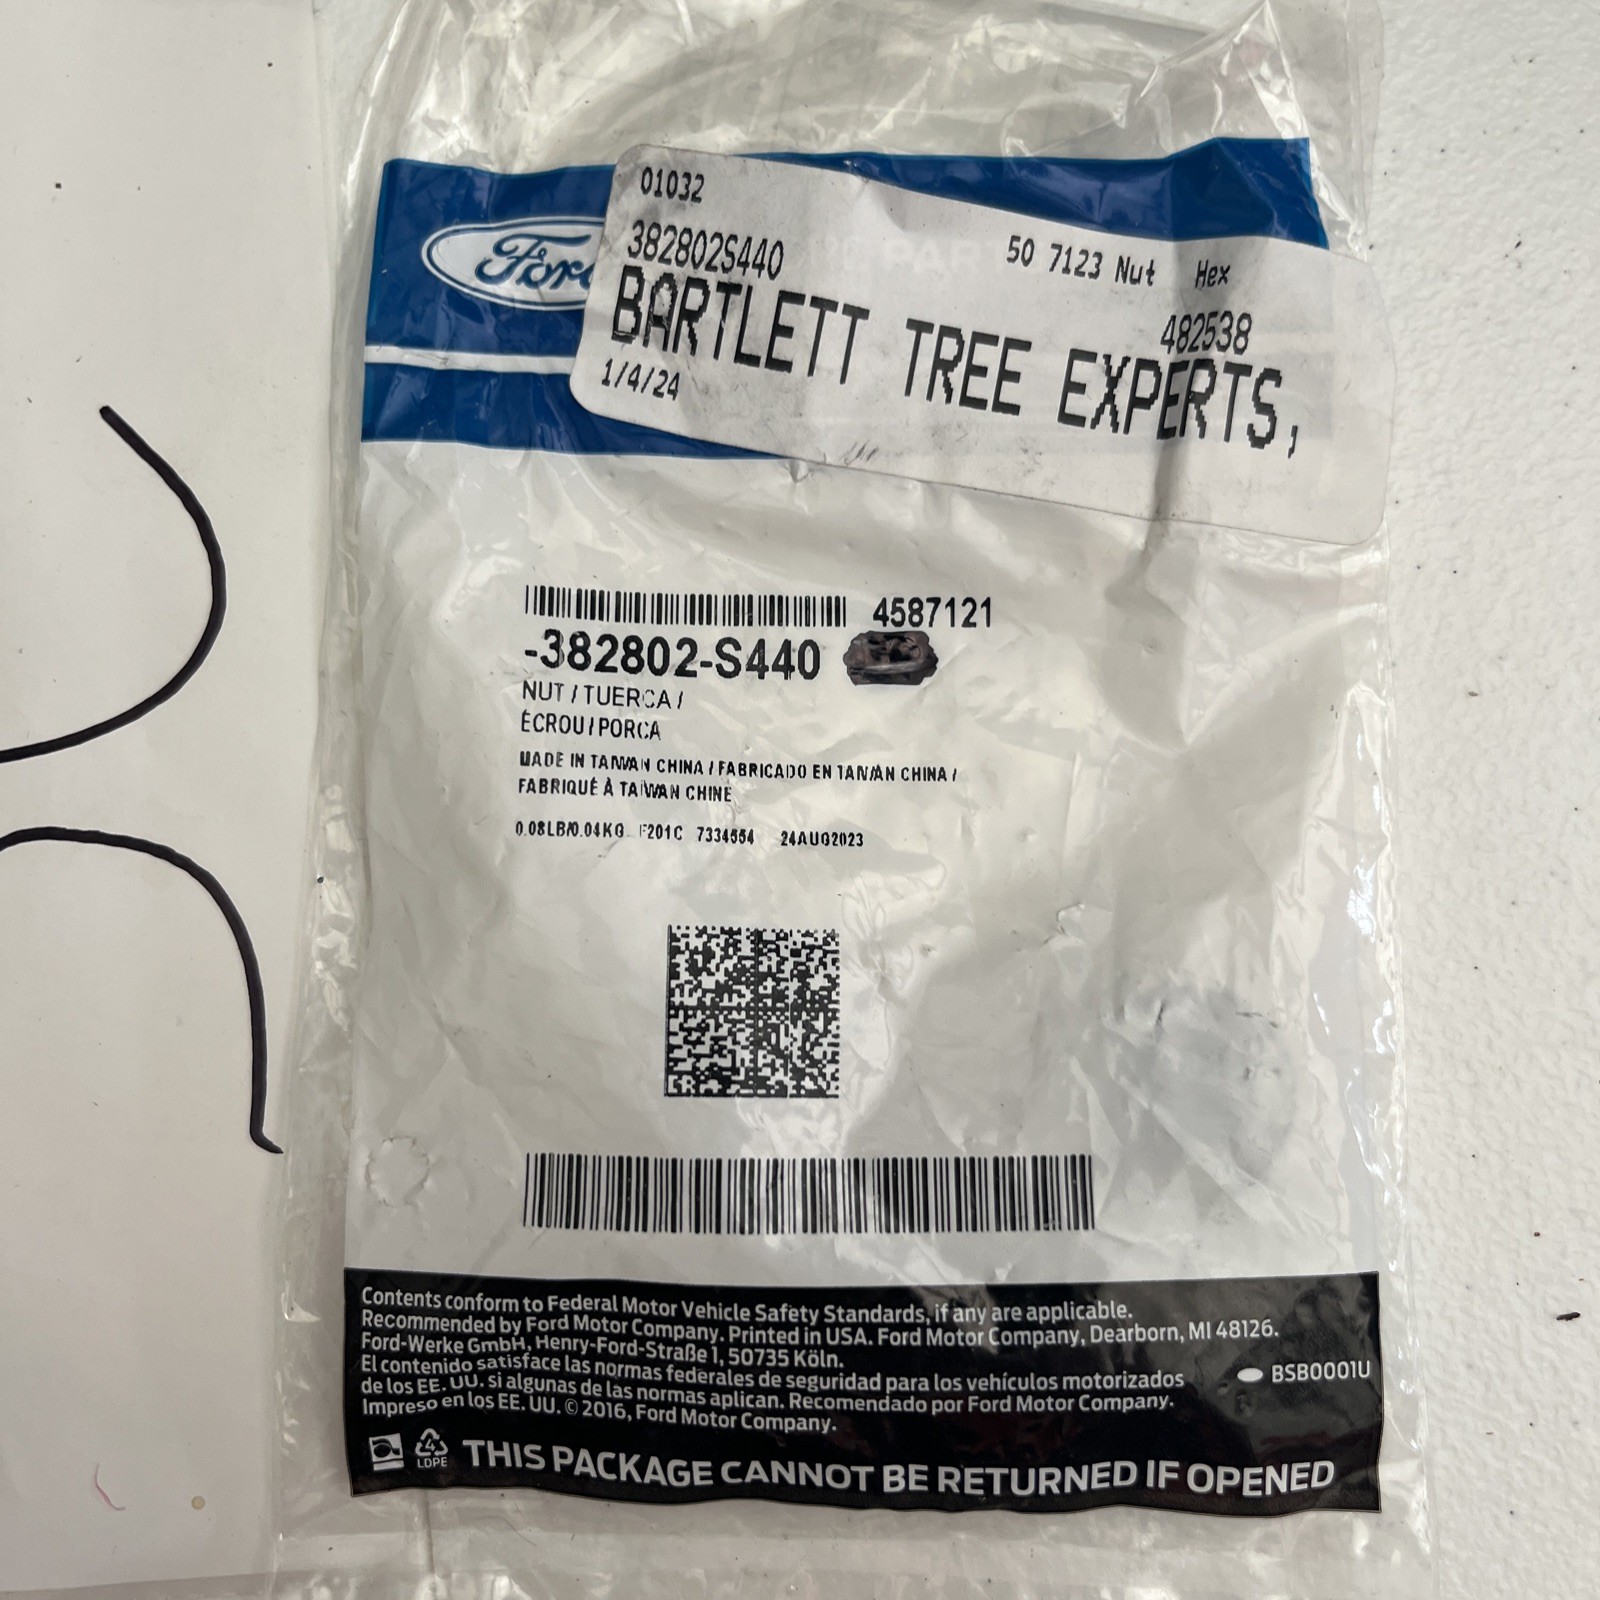 01032
382802S440 50 7123 Nut Hex
482538
BARTLETT TREE EXPERTS,
1/4/24
Ford
4587121
-382802-S440
NUT / TUERCA /
ÉCROU / PORCA
MADE IN TAIWAN CHINA / FABRICADO EN TAIWAN CHINA /
FABRIQUÉ À TAIWAN CHINE
0.08LB/0.04KG F201C 7334554 24AUG2023
Contents conform to Federal Motor Vehicle Safety Standards, if any are applicable.
Recommended by Ford Motor Company. Printed in USA. Ford Motor Company, Dearborn, MI 48126.
Ford-Werke GmbH, Henry-Ford-Straße 1, 50735 Köln.
El contenido satisface las normas federales de seguridad para los vehículos motorizados
de los EE. UU. si algunas de las normas aplican. Recomendado por Ford Motor Company.
Impreso en los EE. UU. © 2016, Ford Motor Company.
BSB0001U
4
LDPE
THIS PACKAGE CANNOT BE RETURNED IF OPENED